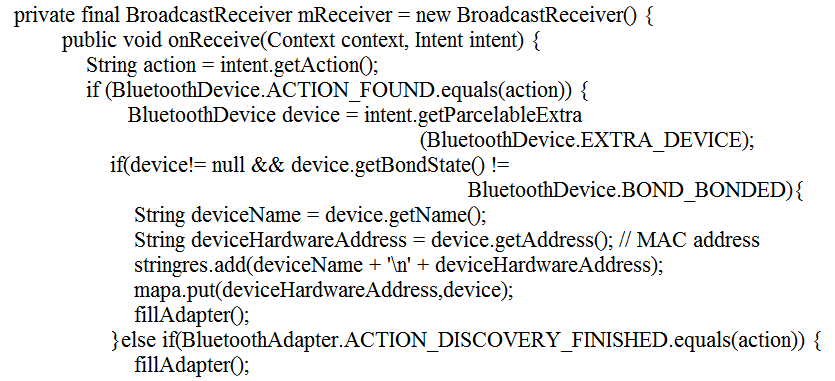 private final BroadcastReceiver mReceiver = new BroadcastReceiver() {
public void onReceive(Context context, Intent intent) {
String action = intent.getAction();
if (BluetoothDevice.ACTION_FOUND.equals(action)) {
BluetoothDevice device = intent.getParcelableExtra
(BluetoothDevice.EXTRA_DEVICE);
if(device!= null && device.getBondState() !=
BluetoothDevice.BOND_BONDED){
String deviceName = device.getName();
String deviceHardwareAddress = device.getAddress(); // MAC address
stringres.add(deviceName + '\n' + deviceHardwareAddress);
mapa.put(deviceHardwareAddress,device);
fillAdapter();
}else if(BluetoothAdapter.ACTION_DISCOVERY_FINISHED.equals(action)) {
fillAdapter();